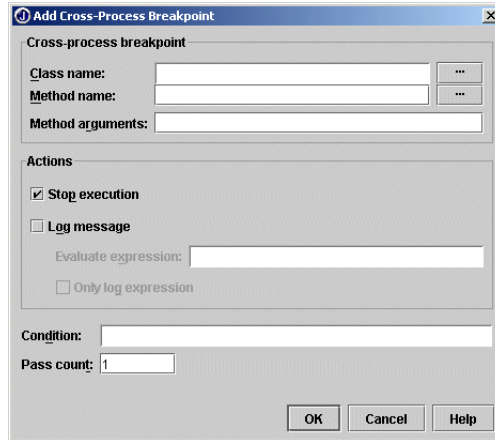 Add Cross-Process Breakpoint
Cross-process breakpoint
Class name: ...
Method name: ...
Method arguments:
Actions
Stop execution
Log message
Evaluate expression:
Only log expression
Condition:
Pass count: 1
OK Cancel Help